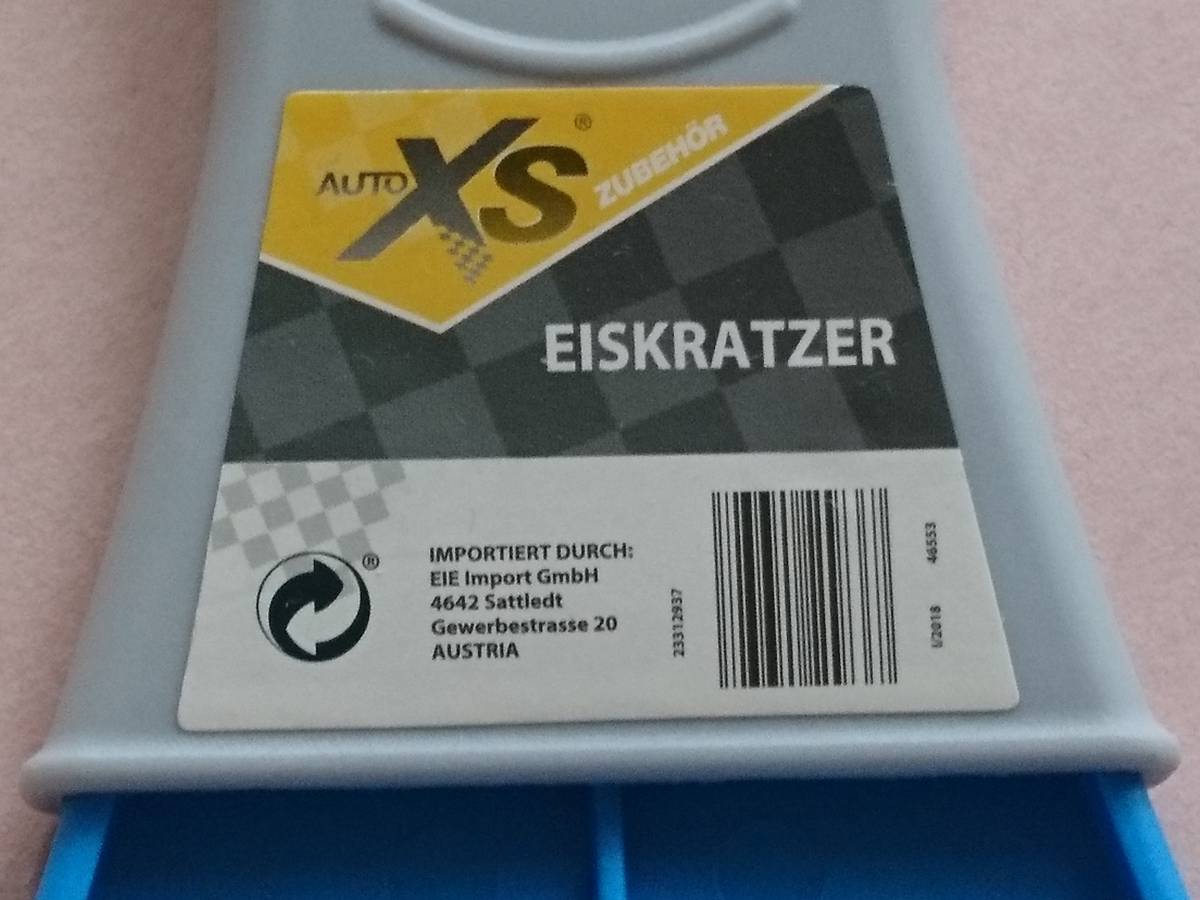 AUTO XS ®
ZUBEHÖR
EISKRATZER
®
IMPORTIERT DURCH:
EIE Import GmbH
4642 Sattledt
Gewerbestrasse 20
AUSTRIA
23312937
46553
I/2018